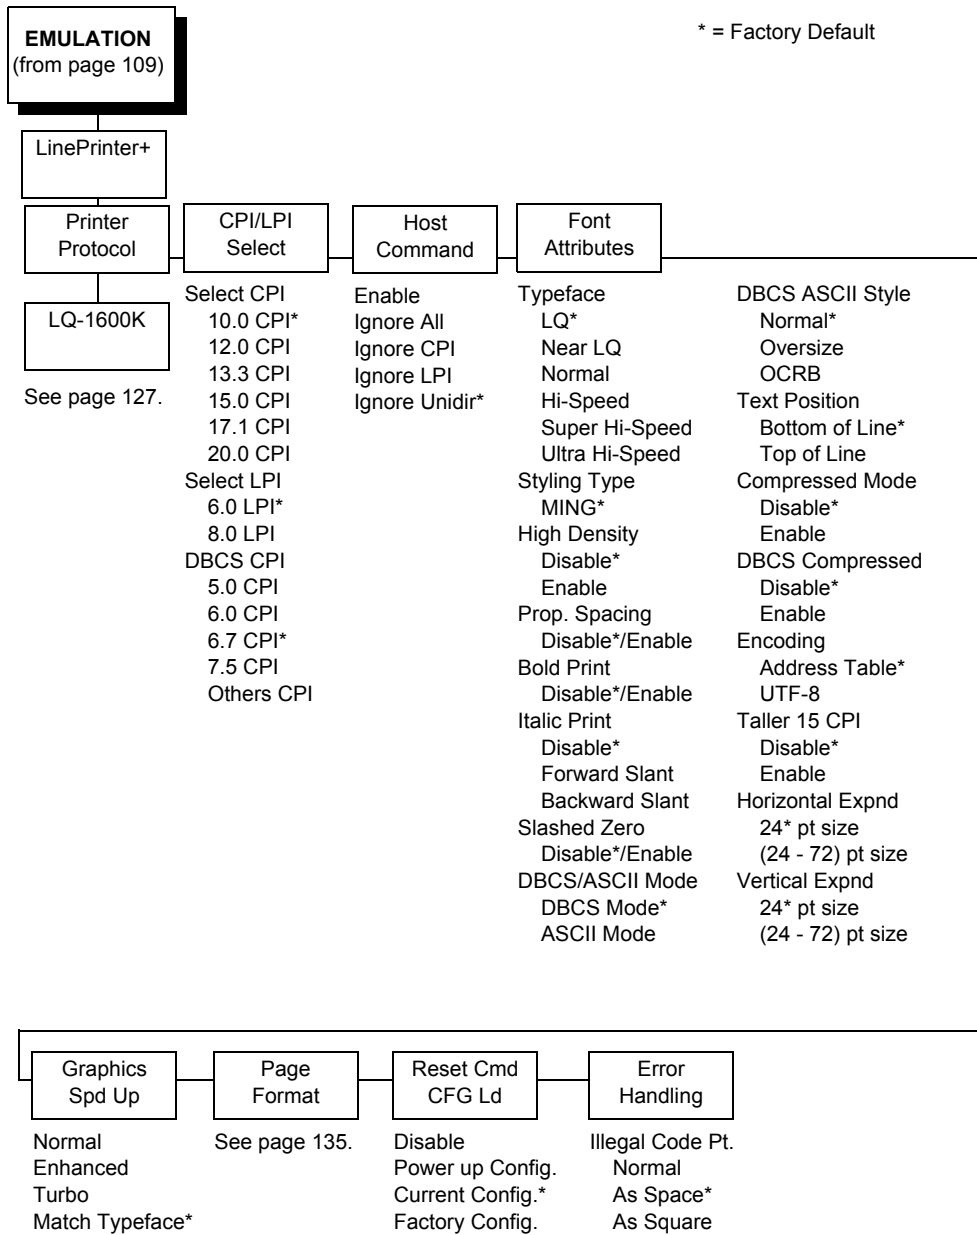 EMULATION
(from page 109)
* = Factory Default
LinePrinter+
Printer
Protocol
LQ-1600K
See page 127.
CPI/LPI
Select
Select CPI
10.0 CPI*
12.0 CPI
13.3 CPI
15.0 CPI
17.1 CPI
20.0 CPI
Select LPI
6.0 LPI*
8.0 LPI
DBCS CPI
5.0 CPI
6.0 CPI
6.7 CPI*
7.5 CPI
Others CPI
Host
Command
Enable
Ignore All
Ignore CPI
Ignore LPI
Ignore Unidir*
Font
Attributes
Typeface
LQ*
Near LQ
Normal
Hi-Speed
Super Hi-Speed
Ultra Hi-Speed
Styling Type
MING*
High Density
Disable*
Enable
Prop. Spacing
Disable*/Enable
Bold Print
Disable*/Enable
Italic Print
Disable*
Forward Slant
Backward Slant
Slashed Zero
Disable*/Enable
DBCS/ASCII Mode
DBCS Mode*
ASCII Mode
DBCS ASCII Style
Normal*
Oversize
OCRB
Text Position
Bottom of Line*
Top of Line
Compressed Mode
Disable*
Enable
DBCS Compressed
Disable*
Enable
Encoding
Address Table*
UTF-8
Taller 15 CPI
Disable*
Enable
Horizontal Expnd
24* pt size
(24 - 72) pt size
Vertical Expnd
24* pt size
(24 - 72) pt size
Graphics
Spd Up
Normal
Enhanced
Turbo
Match Typeface*
Page
Format
See page 135.
Reset Cmd
CFG Ld
Disable
Power up Config.
Current Config.*
Factory Config.
Error
Handling
Illegal Code Pt.
Normal
As Space*
As Square